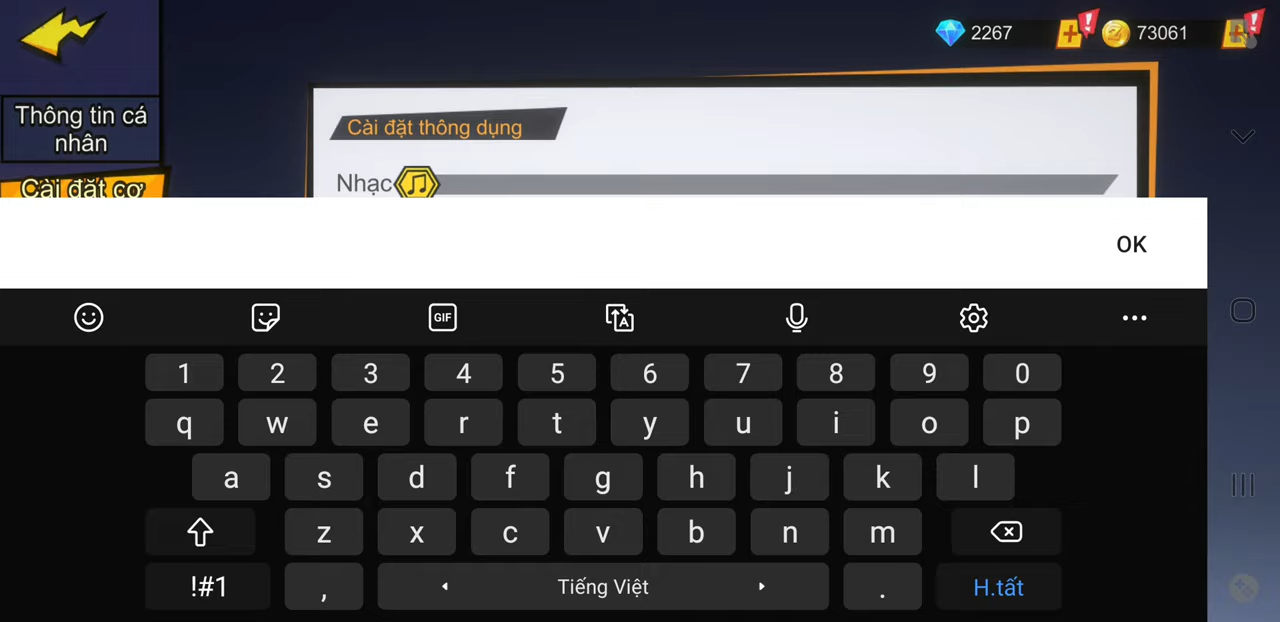 2267
73061
Thông tin cá
nhân
Cài đặt thông dụng
Cài đặt cơ
Nhạc
OK
GIF
A
1 2 3 4 5 6 7 8 9 0
q w e r t y u i o p
a s d f g h j k l
z x c v b n m
!#1 , Tiếng Việt . H.tất